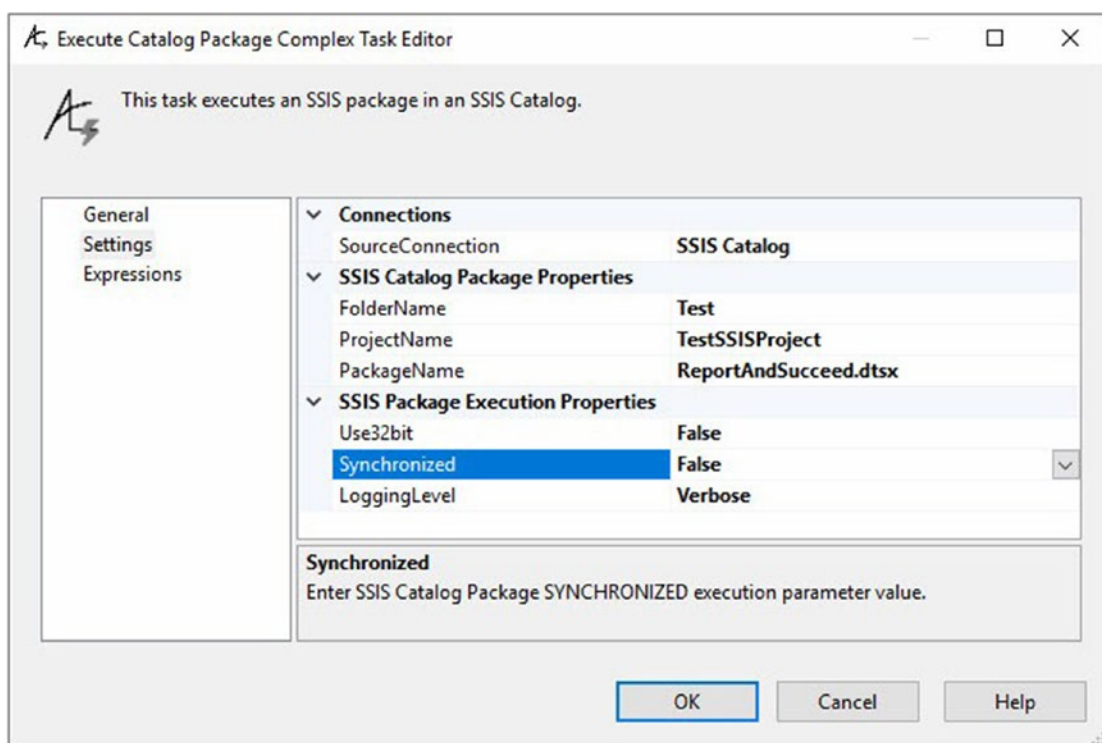 Execute Catalog Package Complex Task Editor
This task executes an SSIS package in an SSIS Catalog.
General
Settings
Expressions
Connections
SourceConnection SSIS Catalog
SSIS Catalog Package Properties
FolderName Test
ProjectName TestSSISProject
PackageName ReportAndSucceed.dtsx
SSIS Package Execution Properties
Use32bit False
Synchronized False
LoggingLevel Verbose
Synchronized
Enter SSIS Catalog Package SYNCHRONIZED execution parameter value.
OK Cancel Help